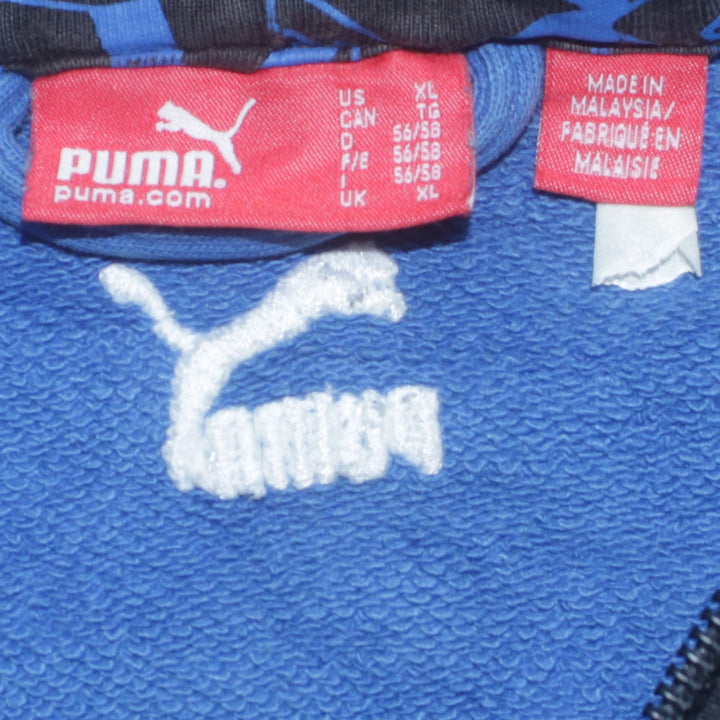 PUMA®
puma.com
US XL
CAN TG
D 56/58
F/E 56/58
I 56/58
UK XL
MADE IN
MALAYSIA/
FABRIQUÉ EN
MALAISIE